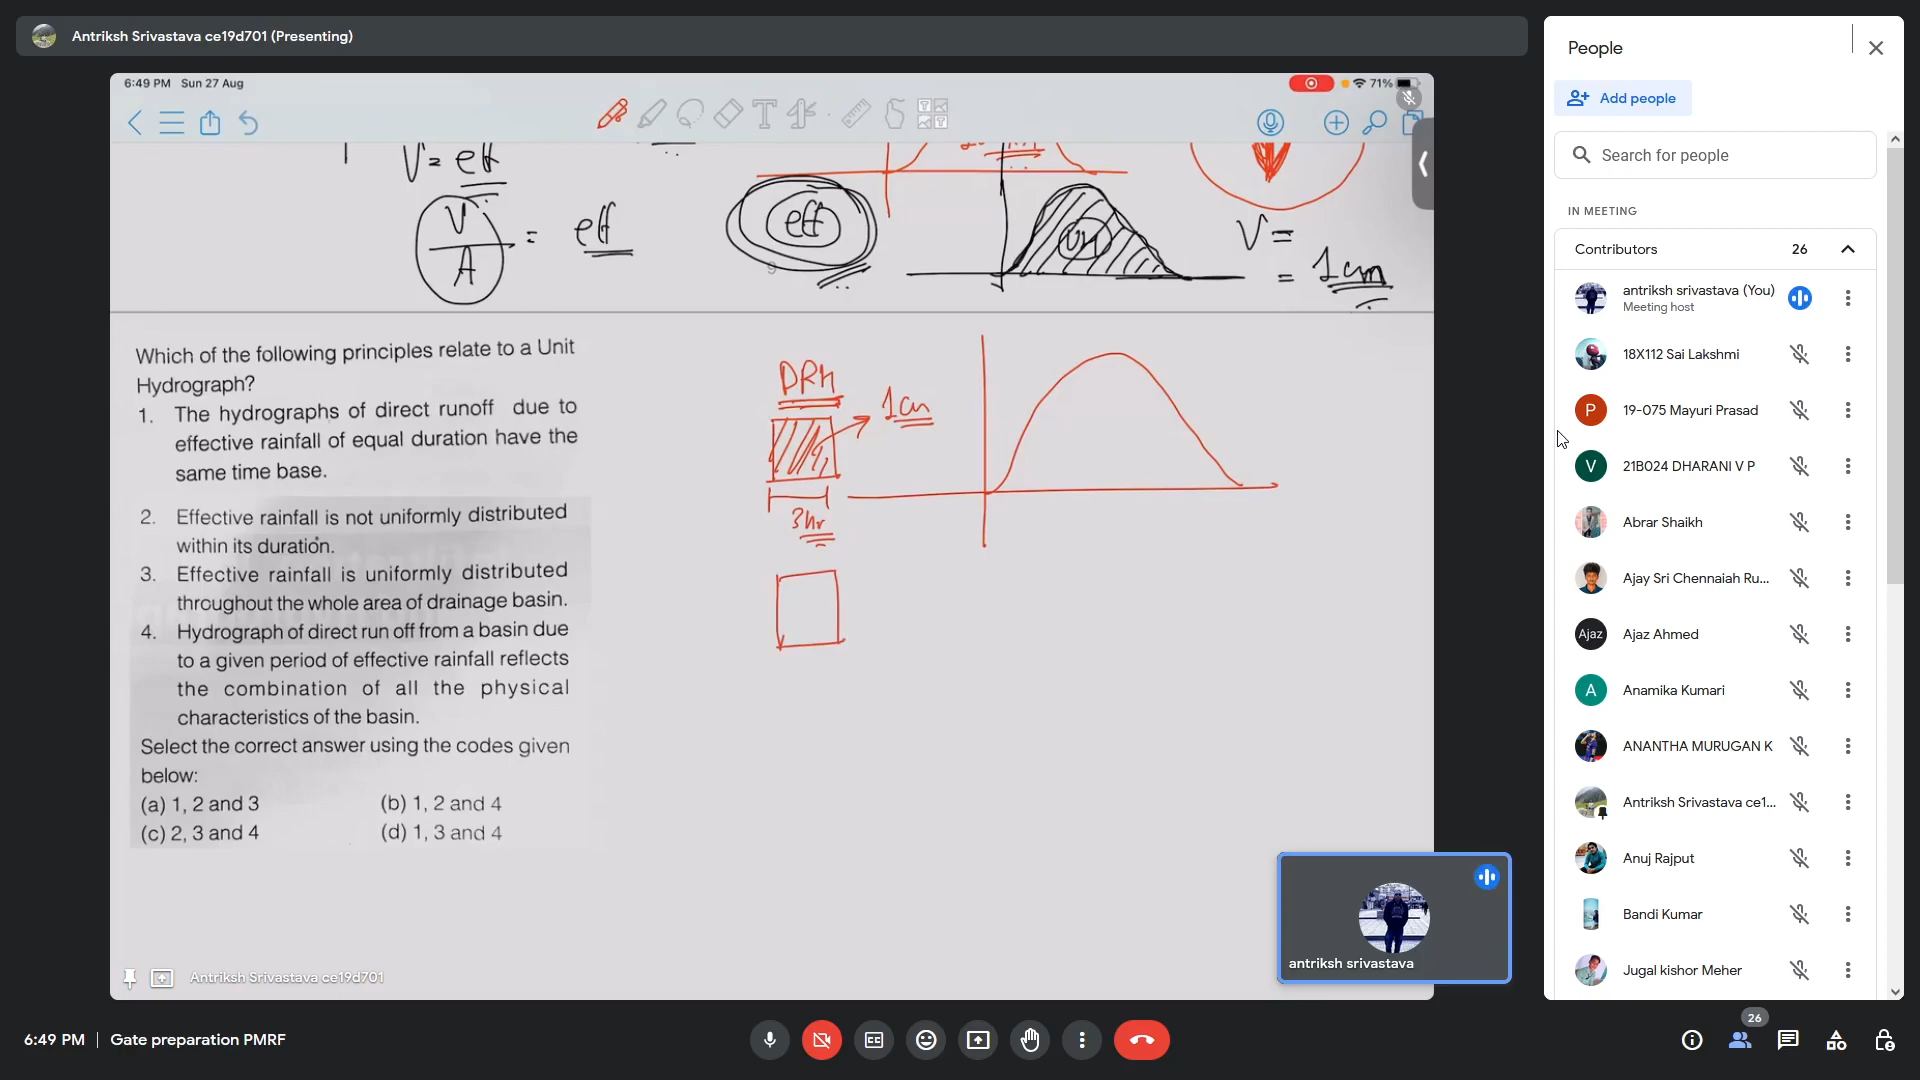 Antriksh Srivastava ce19d701 (Presenting)
6:49 PM Sun 27 Aug
71%
V = eff
V
A
= eff
eff
9
UH
V =
= 1 cm
Which of the following principles relate to a Unit
Hydrograph?
1. The hydrographs of direct runoff due to
effective rainfall of equal duration have the
same time base.
2. Effective rainfall is not uniformly distributed
within its duration.
3. Effective rainfall is uniformly distributed
throughout the whole area of drainage basin.
4. Hydrograph of direct run off from a basin due
to a given period of effective rainfall reflects
the combination of all the physical
characteristics of the basin.
Select the correct answer using the codes given
below:
(a) 1, 2 and 3 (b) 1, 2 and 4
(c) 2, 3 and 4 (d) 1, 3 and 4
DRH
1 cm
3hr
Antriksh Srivastava ce19d701
antriksh srivastava
People
Add people
Search for people
IN MEETING
Contributors 26
antriksh srivastava (You)
Meeting host
18X112 Sai Lakshmi
P 19-075 Mayuri Prasad
V 21B024 DHARANI V P
Abrar Shaikh
Ajay Sri Chennaiah Ru...
Ajaz Ajaz Ahmed
A Anamika Kumari
ANANTHA MURUGAN K
Antriksh Srivastava ce1...
Anuj Rajput
Bandi Kumar
Jugal kishor Meher
6:49 PM | Gate preparation PMRF
26